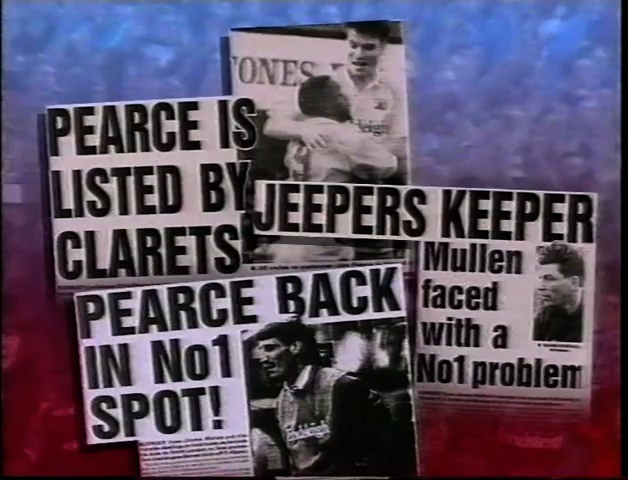 PEARCE IS
LISTED BY
CLARETS
JEEPERS KEEPER
Mullen
faced
with a
No1 problem
PEARCE BACK
IN No1
SPOT!